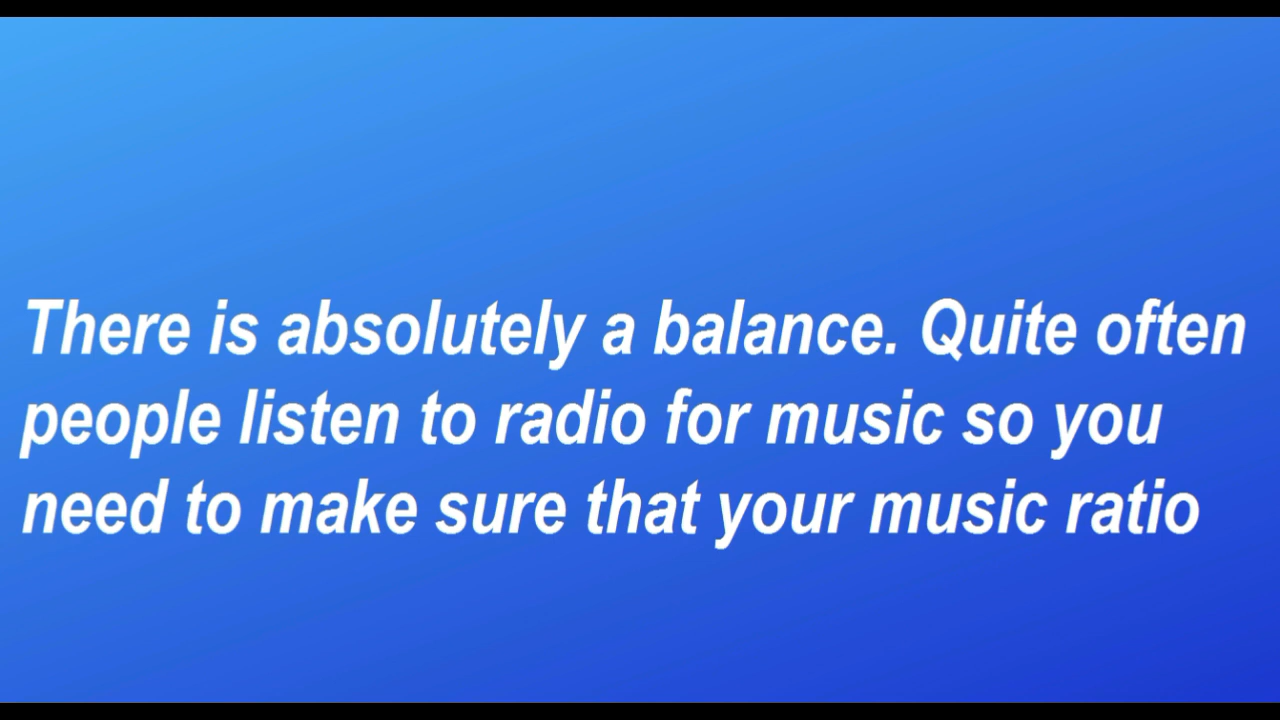 There is absolutely a balance. Quite often
people listen to radio for music so you
need to make sure that your music ratio